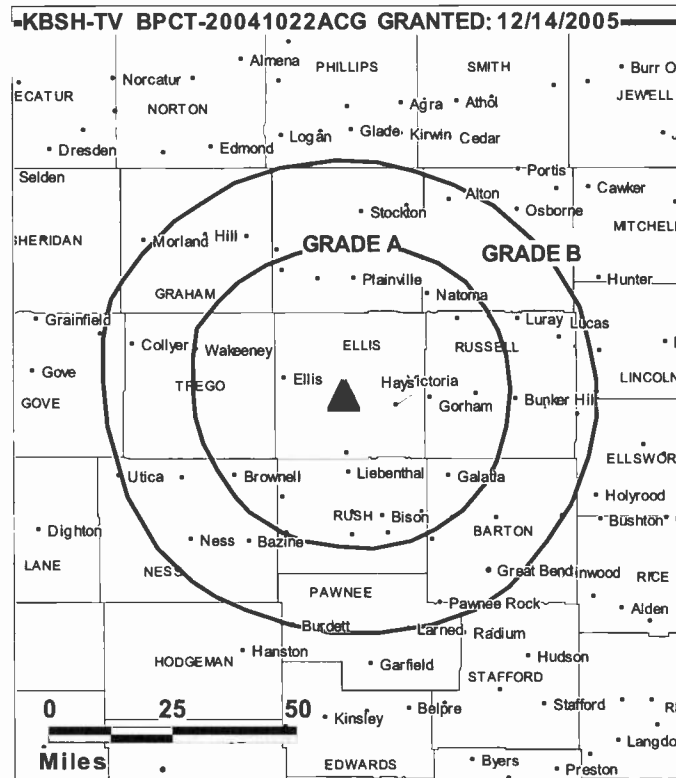 KBSH-TV BPCT-20041022ACG GRANTED: 12/14/2005
Almena
PHILLIPS
SMITH
Burr O
Norcatur
ECATUR
NORTON
Agra
Athol
JEWELL
Logan
Glade
Kirwin
Cedar
Dresden
Edmond
Portis
Selden
Alton
Cawker
Stockton
Osborne
MITCHELL
SHERIDAN
Morland
Hill
GRADE A
GRADE B
Plainville
Hunter
GRAHAM
Natoma
Grainfield
Luray
Lucas
Collyer
Wakeeney
ELLIS
RUSSELL
Gove
Ellis
Hays
Victoria
LINCOLN
TREGO
GOVE
Gorham
Bunker Hill
ELLSWOR
Utica
Brownell
Liebenthal
Galatia
Holyrood
RUSH
Bison
Bushton
Dighton
BARTON
Ness
Bazine
LANE
NESS
Great Bend
inwood
RICE
PAWNEE
Pawnee Rock
Alden
Burdett
Larned
Radium
Hanston
HODGEMAN
Garfield
Hudson
STAFFORD
0 25 50
Belpre
Stafford
Kinsley
Langdo
Miles
EDWARDS
Byers
Preston